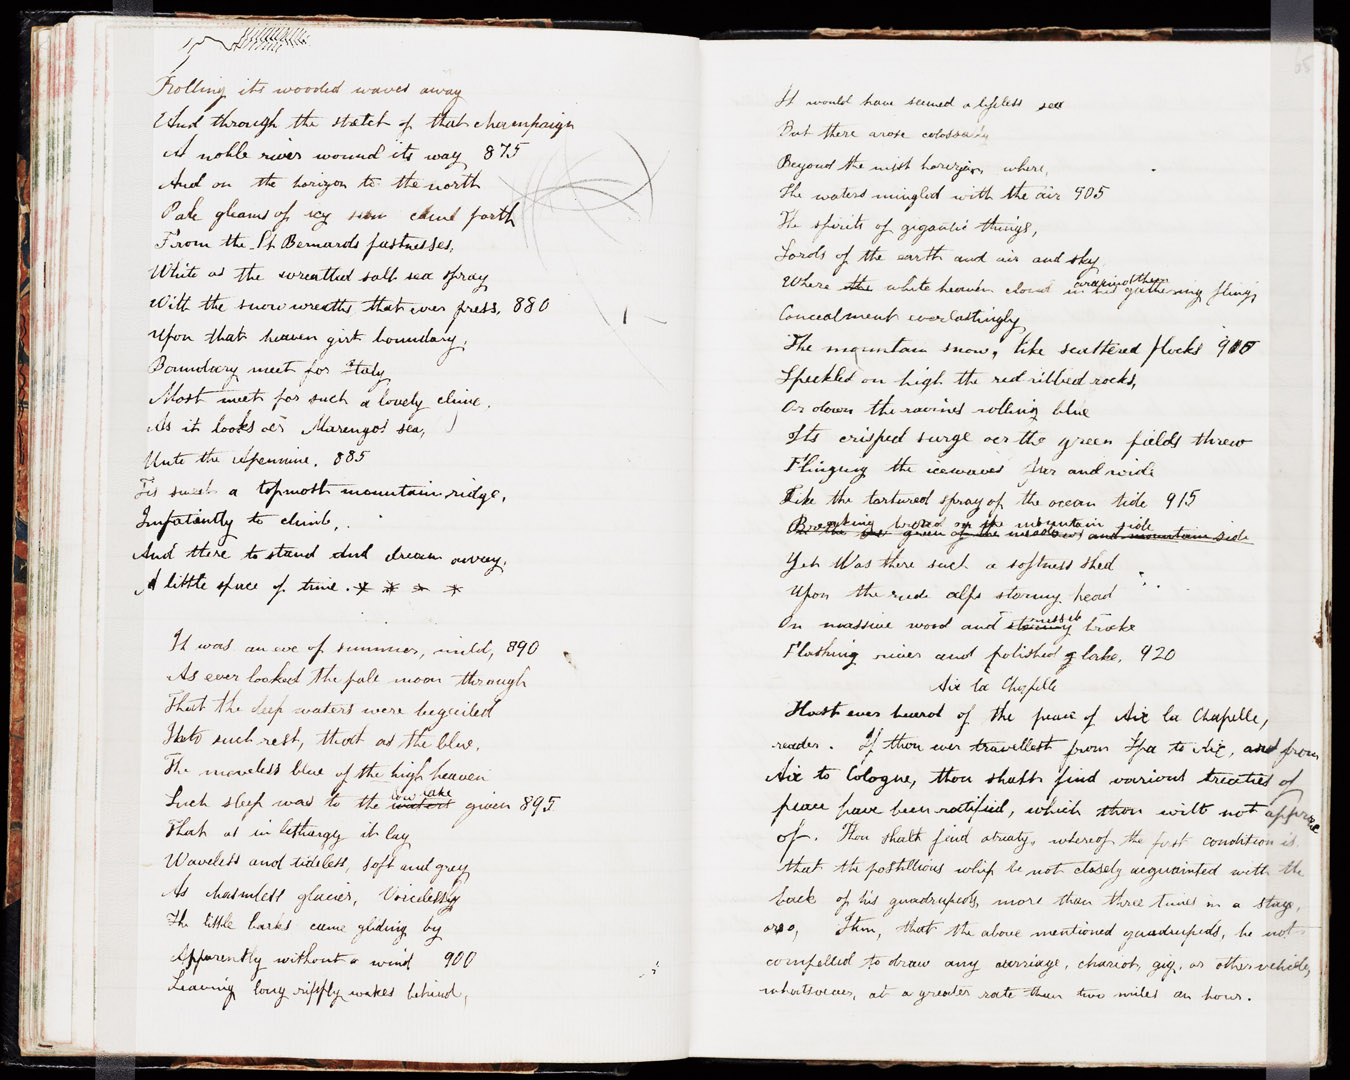 Rolling its wooded waves away
And through the stretch of that champaign
A noble river wound its way 875
And on the horizon to the north
Pale gleams of icy snow came forth
From the St Bernards fastnesses,
White as the wreathed salt sea spray
With the snow wreaths that ever press, 880
Upon that heaven girt boundary,
Boundary meet for Italy
Most meet for such a lovely clime.
As it looks oer Marengos sea,
Unto the Apennine. 885
Tis sweet a topmost mountain ridge,
Impatiently to climb,
And there to stand and dream away,
A little space of time. * * * *
It was an eve of summer, mild, 890
As ever looked the pale moon through
That the deep waters were beguiled
Into such rest, that as the blue,
The moveless blue of the high heaven
low lake
Such sleep was to the waters given 895
That as in lethargy it lay
Waveless and tideless, soft and grey
As chasmless glacier, Voicelessly
The little barks came gliding by
Apparently without a wind 900
Leaving long ripply wakes behind,
65
It would have seemed a lifeless sea
But there arose colossally
Beyond the mist horizon, where,
The waters mingled with the air 905
The spirits of gigantic things,
Lords of the earth and air and sky
around them
Where the white heaven cloud in his gathering flings
Concealment everlastingly
The mountain snow, like scattered flocks 910
Speckled on high the red ribbed rocks,
Or down the ravines rolling blue
Its crisped surge oer the green fields threw
Flinging the icewaves far and wide
Like the tortured spray of the ocean tide 915
Breaking broad on the mountain side
green of the meadows and mountain side
Yet was there such a softness shed
Upon the rude alps stormy head
On massive wood and stormy broke
Flashing river and polished lake. 920
Aix la Chapelle
Hast ever heard of the peace of Aix la Chapelle,
reader. If thou ever travellest from Spa to Aix, and from
Aix to Cologne, thou shalt find various treaties of
peace have been ratified, which thou wilt not approve
of. Thou shalt find a treaty, whereof the first condition is
that the postillions whip be not closely acquainted with the
back of his quadrupeds, more than three times in a stage,
or so, Item, that the above mentioned quadrupeds, be not
compelled to draw any carriage, chariot, gig, or other vehicle,
whatsoever, at a greater rate than two miles an hour.